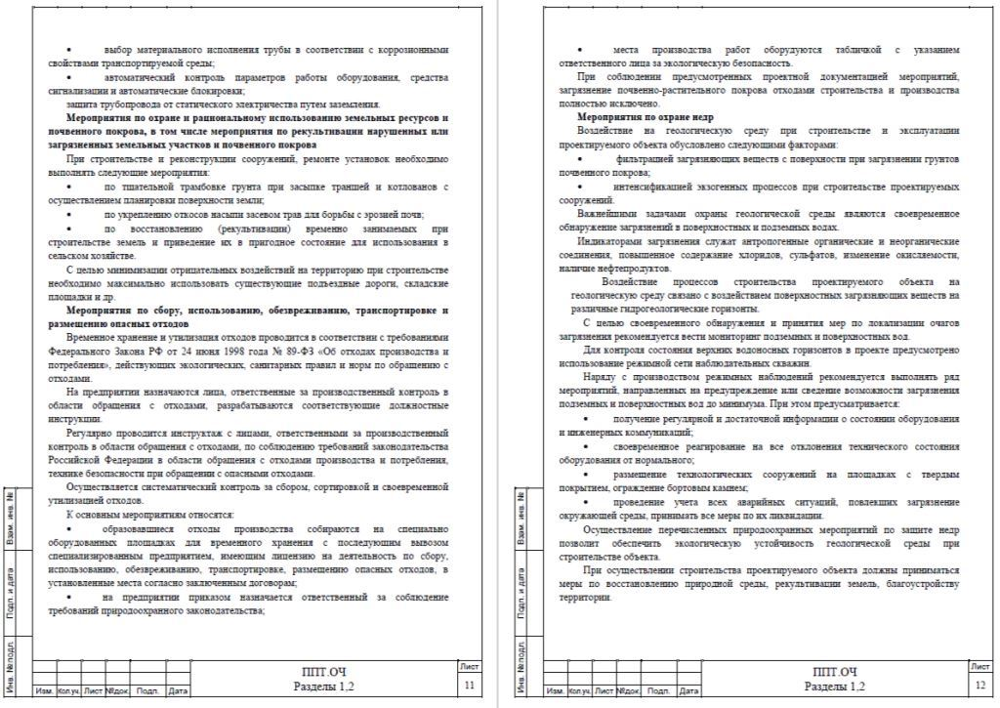 • выбор материального исполнения трубы в соответствии с коррозионными
свойствами транспортируемой среды;
• автоматический контроль параметров работы оборудования, средства
сигнализации и автоматические блокировки;
защита трубопровода от статического электричества путем заземления.
Мероприятия по охране и рациональному использованию земельных ресурсов и
почвенного покрова, в том числе мероприятия по рекультивации нарушенных или
загрязненных земельных участков и почвенного покрова
При строительстве и реконструкции сооружений, ремонте установок необходимо
выполнять следующие мероприятия:
• по тщательной трамбовке грунта при засыпке траншей и котлованов с
осуществлением планировки поверхности земли;
• по укреплению откосов насыпи засевом трав для борьбы с эрозией почв;
• по восстановлению (рекультивации) временно занимаемых при
строительстве земель и приведение их в пригодное состояние для использования в
сельском хозяйстве.
С целью минимизации отрицательных воздействий на территорию при строительстве
необходимо максимально использовать существующие подъездные дороги, складские
площадки и др.
Мероприятия по сбору, использованию, обезвреживанию, транспортировке и
размещению опасных отходов
Временное хранение и утилизация отходов проводится в соответствии с требованиями
Федерального Закона РФ от 24 июня 1998 года № 89-ФЗ «Об отходах производства и
потребления», действующих экологических, санитарных правил и норм по обращению с
отходами.
На предприятии назначаются лица, ответственные за производственный контроль в
области обращения с отходами, разрабатываются соответствующие должностные
инструкции.
Регулярно проводится инструктаж с лицами, ответственными за производственный
контроль в области обращения с отходами, по соблюдению требований законодательства
Российской Федерации в области обращения с отходами производства и потребления,
технике безопасности при обращении с опасными отходами.
Осуществляется систематический контроль за сбором, сортировкой и своевременной
утилизацией отходов.
К основным мероприятиям относятся:
• образовавшиеся отходы производства собираются на специально
оборудованных площадках для временного хранения с последующим вывозом
специализированным предприятием, имеющим лицензию на деятельность по сбору,
использованию, обезвреживанию, транспортировке, размещению опасных отходов, в
установленные места согласно заключенным договорам;
• на предприятии приказом назначается ответственный за соблюдение
требований природоохранного законодательства;
Взам. инв. №
Подп. и дата
Инв. № подл.
Изм. Кол.уч. Лист №док. Подп. Дата
ППТ.ОЧ
Разделы 1,2
Лист
11
• места производства работ оборудуются табличкой с указанием
ответственного лица за экологическую безопасность.
При соблюдении предусмотренных проектной документацией мероприятий,
загрязнение почвенно-растительного покрова отходами строительства и производства
полностью исключено.
Мероприятия по охране недр
Воздействие на геологическую среду при строительстве и эксплуатации
проектируемого объекта обусловлено следующими факторами:
• фильтрацией загрязняющих веществ с поверхности при загрязнении грунтов
почвенного покрова;
• интенсификацией экзогенных процессов при строительстве проектируемых
сооружений.
Важнейшими задачами охраны геологической среды являются своевременное
обнаружение загрязнений в поверхностных и подземных водах.
Индикаторами загрязнения служат антропогенные органические и неорганические
соединения, повышенное содержание хлоридов, сульфатов, изменение окисляемости,
наличие нефтепродуктов.
Воздействие процессов строительства проектируемого объекта на
геологическую среду связано с воздействием поверхностных загрязняющих веществ на
различные гидрогеологические горизонты.
С целью своевременного обнаружения и принятия мер по локализации очагов
загрязнения рекомендуется вести мониторинг подземных и поверхностных вод.
Для контроля состояния верхних водоносных горизонтов в проекте предусмотрено
использование режимной сети наблюдательных скважин.
Наряду с производством режимных наблюдений рекомендуется выполнять ряд
мероприятий, направленных на предупреждение или сведение возможности загрязнения
подземных и поверхностных вод до минимума. При этом предусматривается:
• получение регулярной и достаточной информации о состоянии оборудования
и инженерных коммуникаций;
• своевременное реагирование на все отклонения технического состояния
оборудования от нормального;
• размещение технологических сооружений на площадках с твердым
покрытием, ограждение бортовым камнем;
• проведение учета всех аварийных ситуаций, повлекших загрязнение
окружающей среды, принимать все меры по их ликвидации.
Осуществление перечисленных природоохранных мероприятий по защите недр
позволит обеспечить экологическую устойчивость геологической среды при
строительстве объекта.
При осуществлении строительства проектируемого объекта должны приниматься
меры по восстановлению природной среды, рекультивации земель, благоустройству
территории.
Взам. инв. №
Подп. и дата
Инв. № подл.
Изм. Кол.уч. Лист №док. Подп. Дата
ППТ.ОЧ
Разделы 1,2
Лист
12